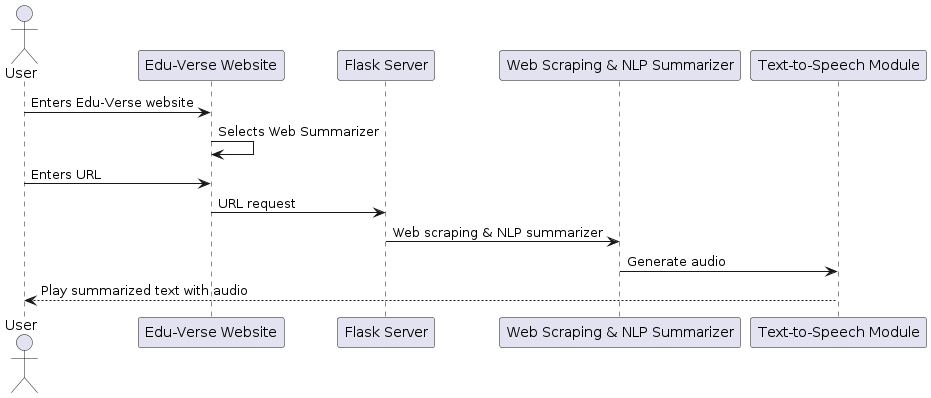 User
Edu-Verse Website
Flask Server
Web Scraping & NLP Summarizer
Text-to-Speech Module
Enters Edu-Verse website
Selects Web Summarizer
Enters URL
URL request
Web scraping & NLP summarizer
Generate audio
Play summarized text with audio
User
Edu-Verse Website
Flask Server
Web Scraping & NLP Summarizer
Text-to-Speech Module